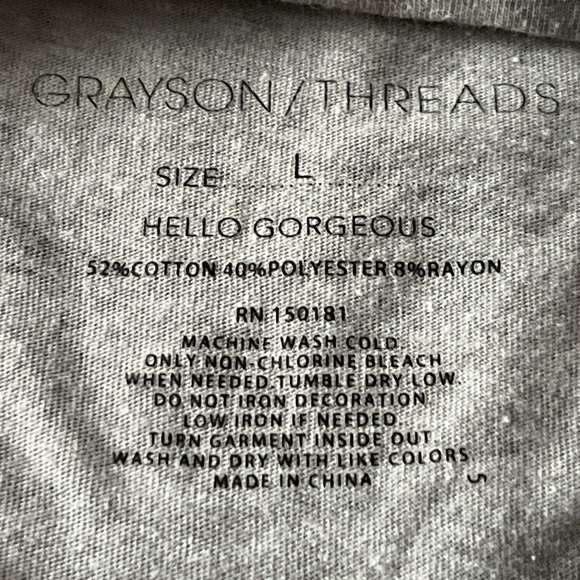 GRAYSON/THREADS
SIZE L
HELLO GORGEOUS
52%COTTON 40%POLYESTER 8%RAYON
RN 150181
MACHINE WASH COLD.
ONLY NON-CHLORINE BLEACH
WHEN NEEDED.TUMBLE DRY LOW.
DO NOT IRON DECORATION
LOW IRON IF NEEDED
TURN GARMENT INSIDE OUT
WASH AND DRY WITH LIKE COLORS
MADE IN CHINA
5